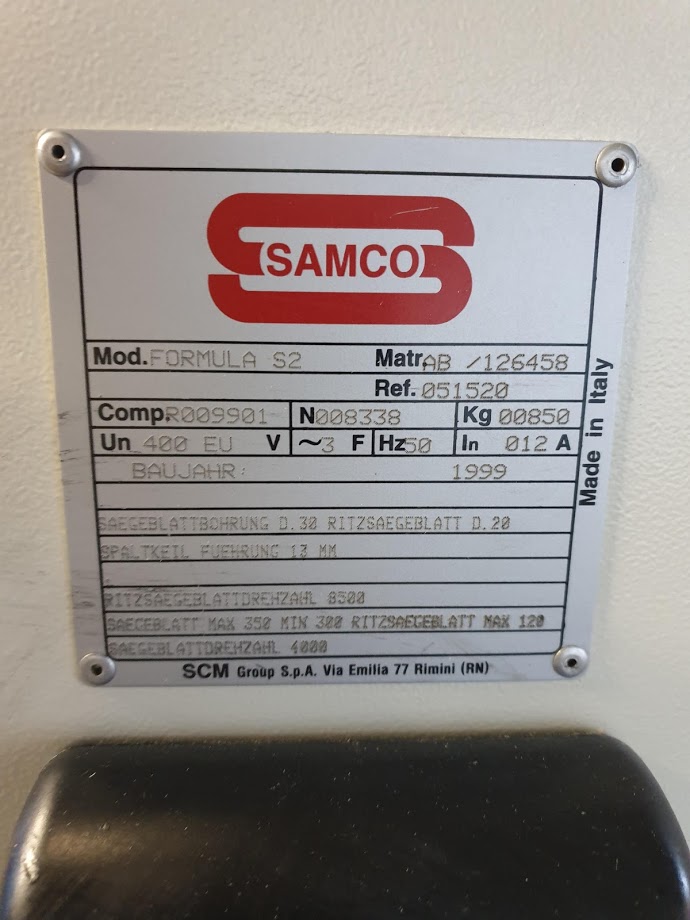 SAMCO
Mod. FORMULA S2 Matr. AB /126458
Ref. 051520
Comp. R009901 N 008338 Kg 00850
Un 400 EU V ~3 F Hz 50 In 012 A
BAUJAHR: 1999
SAEGEBLATTBOHRUNG D.30 RITZSAEGEBLATT D.20
SPALTKEIL FUEHRUNG 13 MM
.
RITZSAEGEBLATTDREHZAHL 8500
SAEGEBLATT MAX 350 MIN 300 RITZSAEGEBLATT MAX 120
SAEGEBLATTDREHZAHL 4000
SCM Group S.p.A. Via Emilia 77 Rimini (RN)
Made in Italy